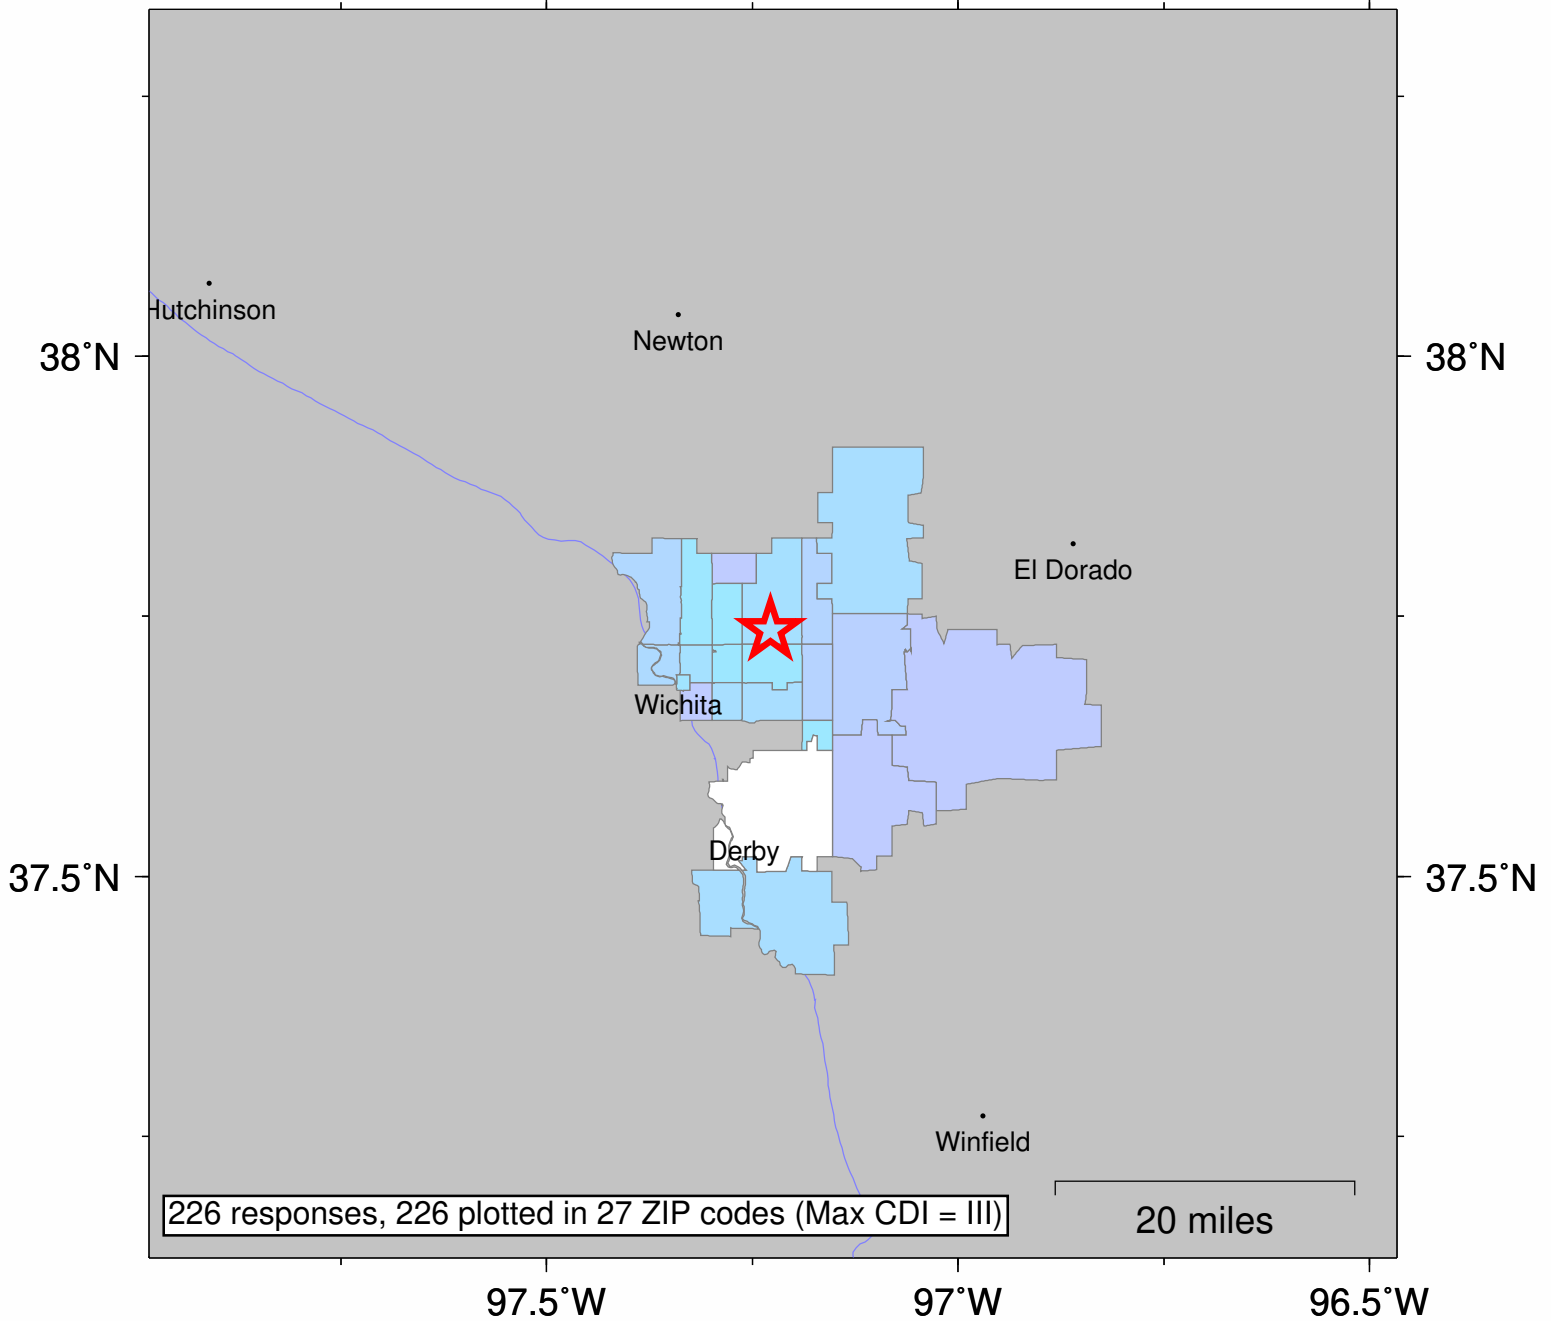 Hutchinson
Newton
38°N
38°N
El Dorado
Wichita
Derby
37.5°N
37.5°N
Winfield
226 responses, 226 plotted in 27 ZIP codes (Max CDI = III)
20 miles
97.5°W
97°W
96.5°W